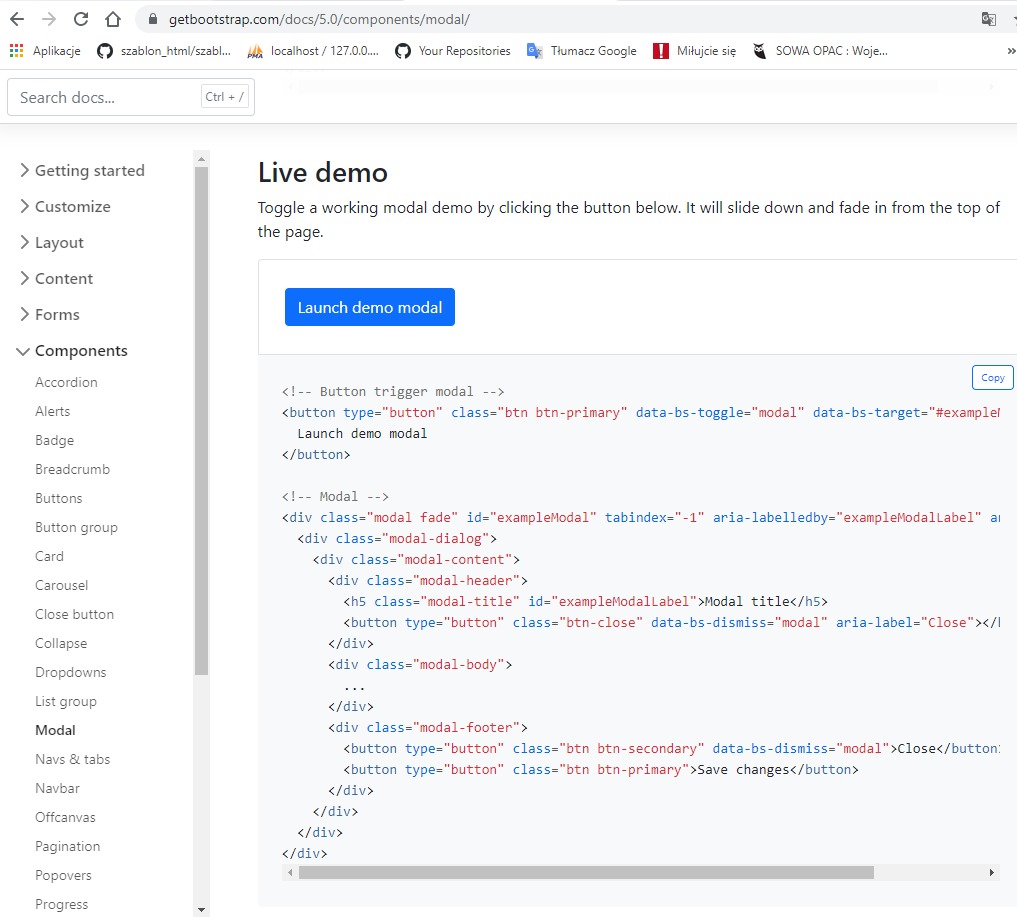 getbootstrap.com/docs/5.0/components/modal/
Aplikacje szablon_html/szabl... localhost / 127.0.0.... Your Repositories Tłumacz Google Miłujcie się SOWA OPAC : Woje... »
PMA
Search docs... Ctrl + /
Getting started
Customize
Layout
Content
Forms
Components
Accordion
Alerts
Badge
Breadcrumb
Buttons
Button group
Card
Carousel
Close button
Collapse
Dropdowns
List group
Modal
Navs & tabs
Navbar
Offcanvas
Pagination
Popovers
Progress
Live demo
Toggle a working modal demo by clicking the button below. It will slide down and fade in from the top of
the page.
Launch demo modal
Copy
<!-- Button trigger modal -->
<button type="button" class="btn btn-primary" data-bs-toggle="modal" data-bs-target="#example
  Launch demo modal
</button>
<!-- Modal -->
<div class="modal fade" id="exampleModal" tabindex="-1" aria-labelledby="exampleModalLabel" a
  <div class="modal-dialog">
    <div class="modal-content">
      <div class="modal-header">
        <h5 class="modal-title" id="exampleModalLabel">Modal title</h5>
        <button type="button" class="btn-close" data-bs-dismiss="modal" aria-label="Close"></
      </div>
      <div class="modal-body">
        ...
      </div>
      <div class="modal-footer">
        <button type="button" class="btn btn-secondary" data-bs-dismiss="modal">Close</button
        <button type="button" class="btn btn-primary">Save changes</button>
      </div>
    </div>
  </div>
</div>